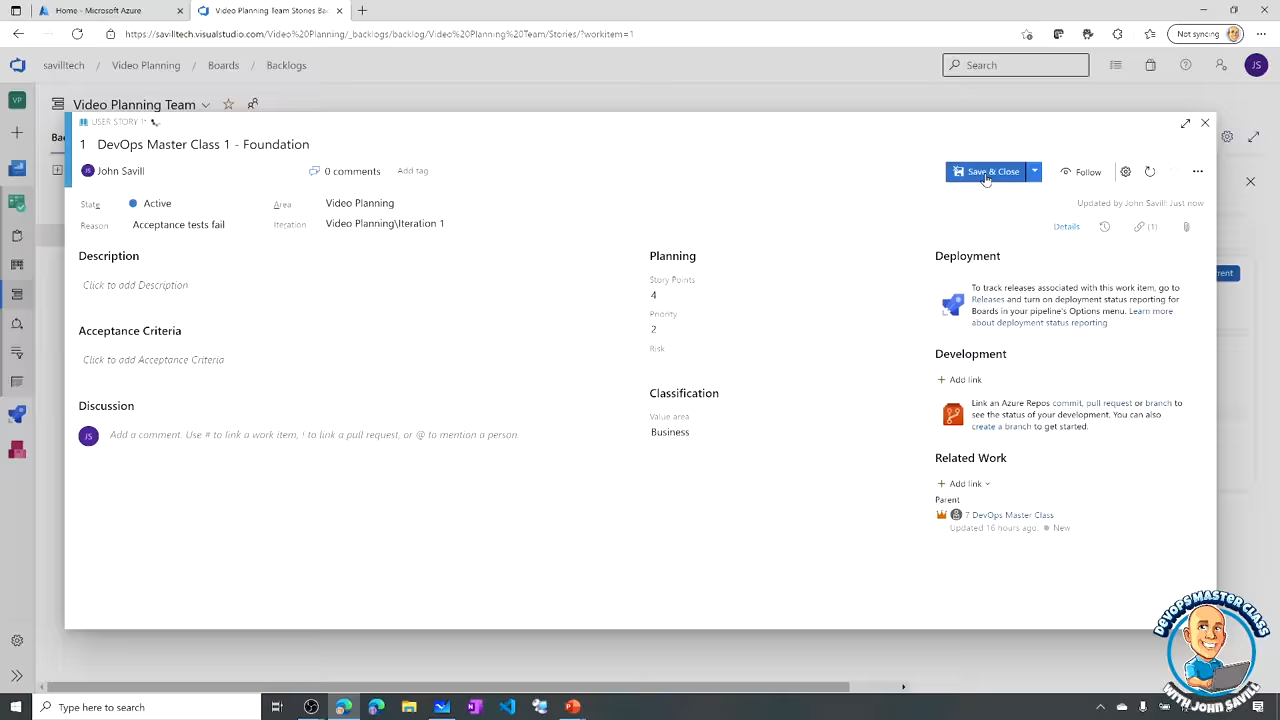 Home - Microsoft Azure
Video Planning Team Stories Bac
https://savilltech.visualstudio.com/Video%20Planning/_backlogs/backlog/Video%20Planning%20Team/Stories/?workitem=1
Not syncing
savilltech / Video Planning / Boards / Backlogs
Search
JS
VP
Video Planning Team
USER STORY 1*
1 DevOps Master Class 1 - Foundation
JS John Savill
0 comments
Add tag
Save & Close
Follow
State
Active
Area
Video Planning
Updated by John Savill: Just now
Reason
Acceptance tests fail
Iteration
Video Planning\Iteration 1
Details
(1)
Description
Click to add Description
Acceptance Criteria
Click to add Acceptance Criteria
Discussion
JS
Add a comment. Use # to link a work item, ! to link a pull request, or @ to mention a person.
Planning
Story Points
4
Priority
2
Risk
Classification
Value area
Business
Deployment
To track releases associated with this work item, go to
Releases and turn on deployment status reporting for
Boards in your pipeline's Options menu. Learn more
about deployment status reporting
Development
+ Add link
Link an Azure Repos commit, pull request or branch to
see the status of your development. You can also
create a branch to get started.
Related Work
+ Add link
Parent
7 DevOps Master Class
Updated 16 hours ago. New
DEVOPS MASTER CLASS
WITH JOHN SAVILL
Type here to search